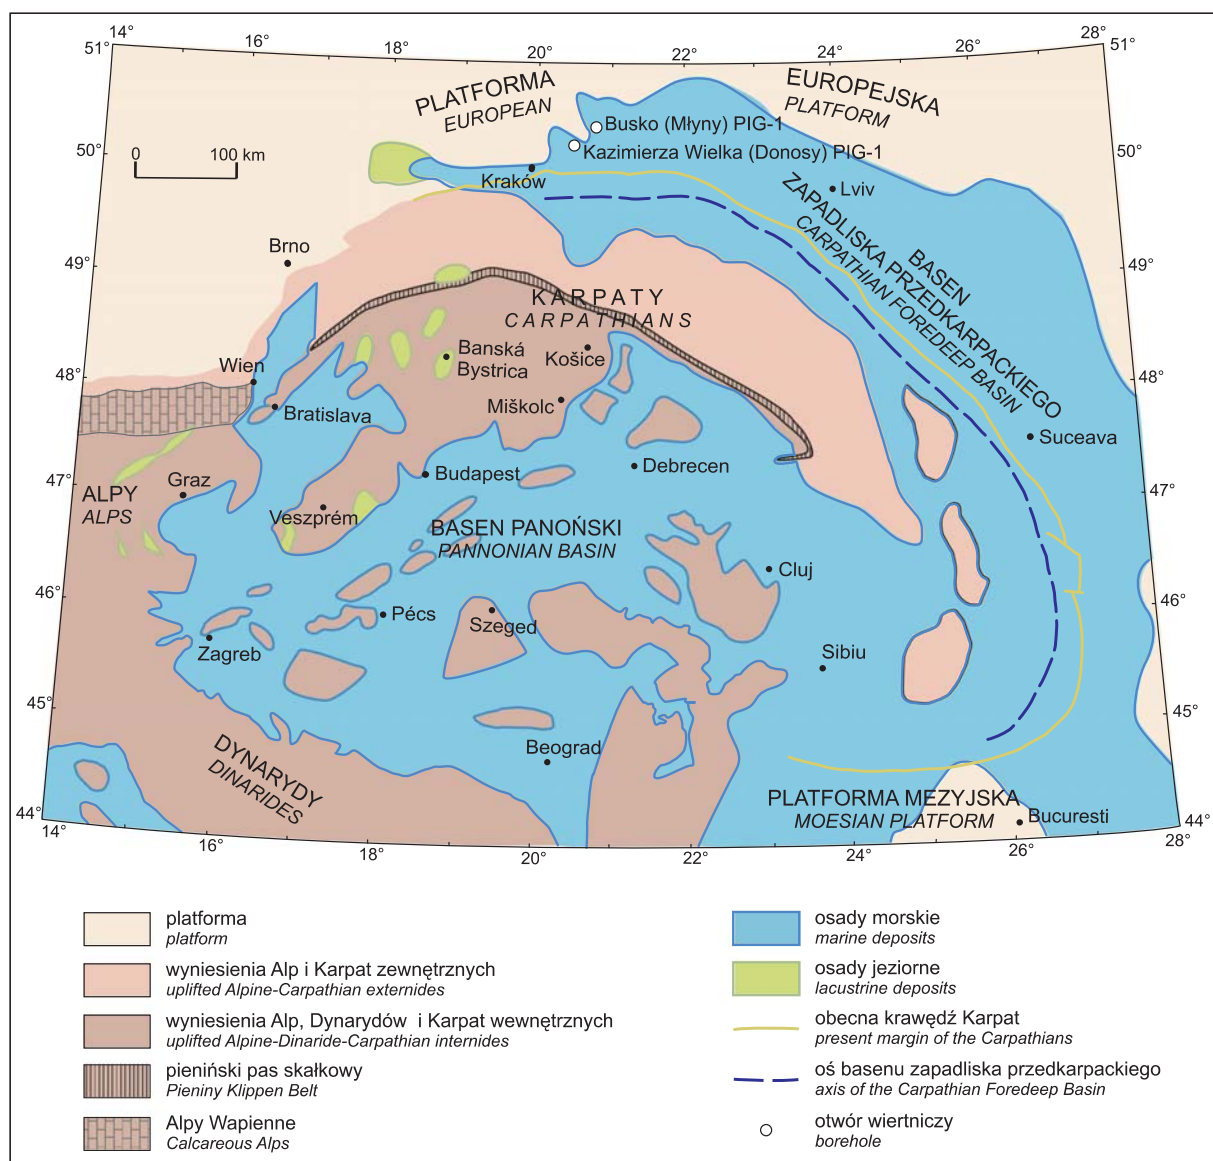 14°
16°
18°
20°
22°
24°
26°
28°
51°
51°
PLATFORMA
EUROPEAN
EUROPEJSKA
PLATFORM
Busko (Młyny) PIG-1
Kazimierza Wielka (Donosy) PIG-1
50°
50°
0
100 km
Kraków
Lviv
ZAPADLISKA PRZEDKARPACKIEGO
CARPATHIAN FOREDEEP BASIN
BASEN
Brno
49°
49°
KARPATY
CARPATHIANS
Wien
Banská
Bystrica
Košice
48°
48°
Bratislava
Miškolc
Suceava
Budapest
Debrecen
47°
47°
Graz
ALPY
ALPS
Veszprém
BASEN PANOŃSKI
PANNONIAN BASIN
Cluj
46°
46°
Pécs
Szeged
Zagreb
Sibiu
45°
45°
Beograd
DYNARYDY
DINARIDES
PLATFORMA MEZYJSKA
MOESIAN PLATFORM
Bucuresti
44°
44°
14°
16°
18°
20°
22°
24°
26°
28°
platforma
platform
wyniesienia Alp i Karpat zewnętrznych
uplifted Alpine-Carpathian externides
wyniesienia Alp, Dynarydów i Karpat wewnętrznych
uplifted Alpine-Dinaride-Carpathian internides
pieniński pas skałkowy
Pieniny Klippen Belt
Alpy Wapienne
Calcareous Alps
osady morskie
marine deposits
osady jeziorne
lacustrine deposits
obecna krawędź Karpat
present margin of the Carpathians
oś basenu zapadliska przedkarpackiego
axis of the Carpathian Foredeep Basin
otwór wiertniczy
borehole